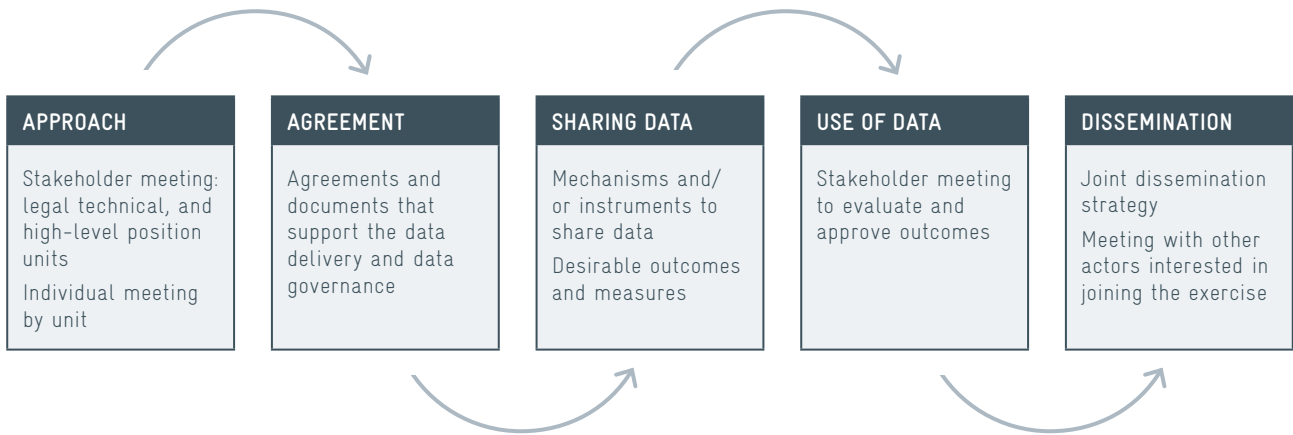 APPROACH
Stakeholder meeting:
legal technical, and
high-level position
units
Individual meeting
by unit
AGREEMENT
Agreements and
documents that
support the data
delivery and data
governance
SHARING DATA
Mechanisms and/
or instruments to
share data
Desirable outcomes
and measures
USE OF DATA
Stakeholder meeting
to evaluate and
approve outcomes
DISSEMINATION
Joint dissemination
strategy
Meeting with other
actors interested in
joining the exercise